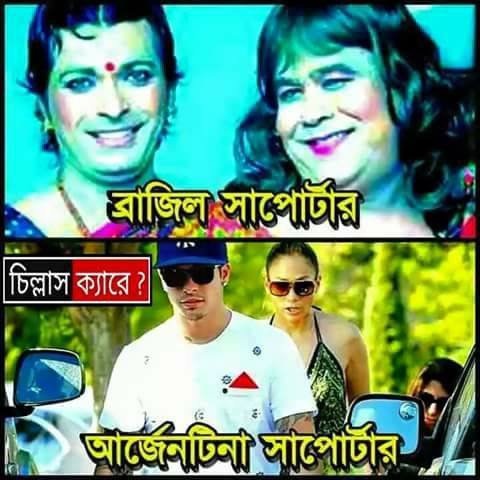 ব্রাজিল সাপোর্টার
চিল্লাস ক্যারে ?
আর্জেনটিনা সাপোর্টার